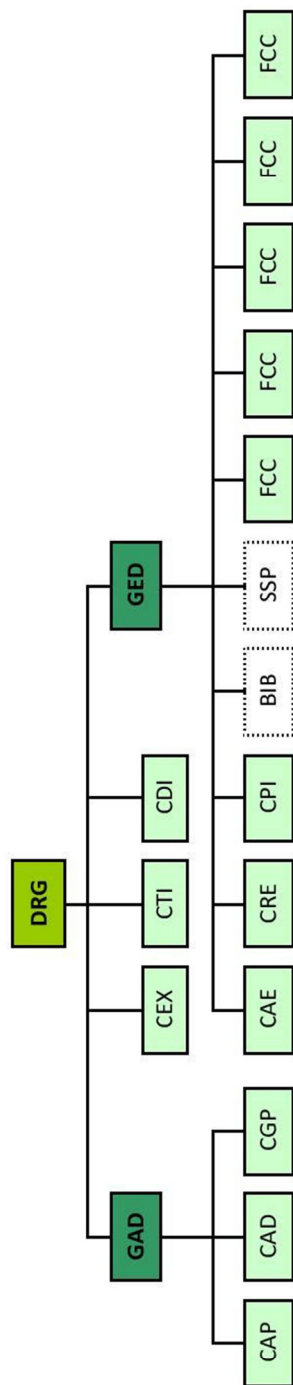 DRG
GAD
GED
CEX
CTI
CDI
CAP
CAD
CGP
CAE
CRE
CPI
BIB
SSP
FCC
FCC
FCC
FCC
FCC